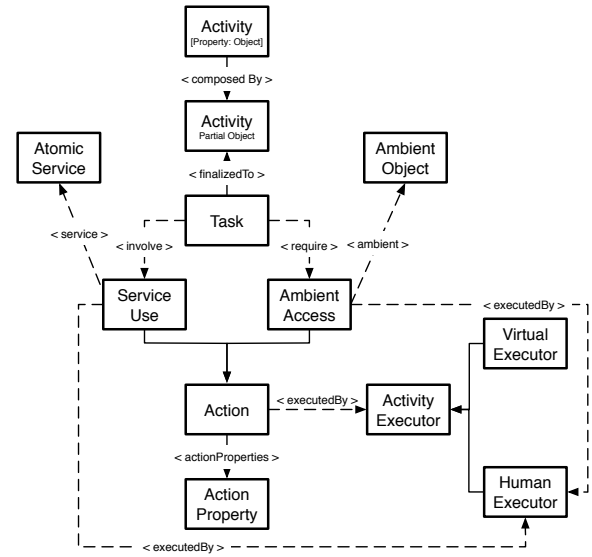 Activity
[Property: Object]
< composed By >
Activity
Partial Object
Atomic
Service
Ambient
Object
< finalizedTo >
Task
< service >
< involve >
< require >
< ambient >
Service
Use
Ambient
Access
< executedBy >
Virtual
Executor
Action
< executedBy >
Activity
Executor
< actionProperties >
Action
Property
Human
Executor
< executedBy >